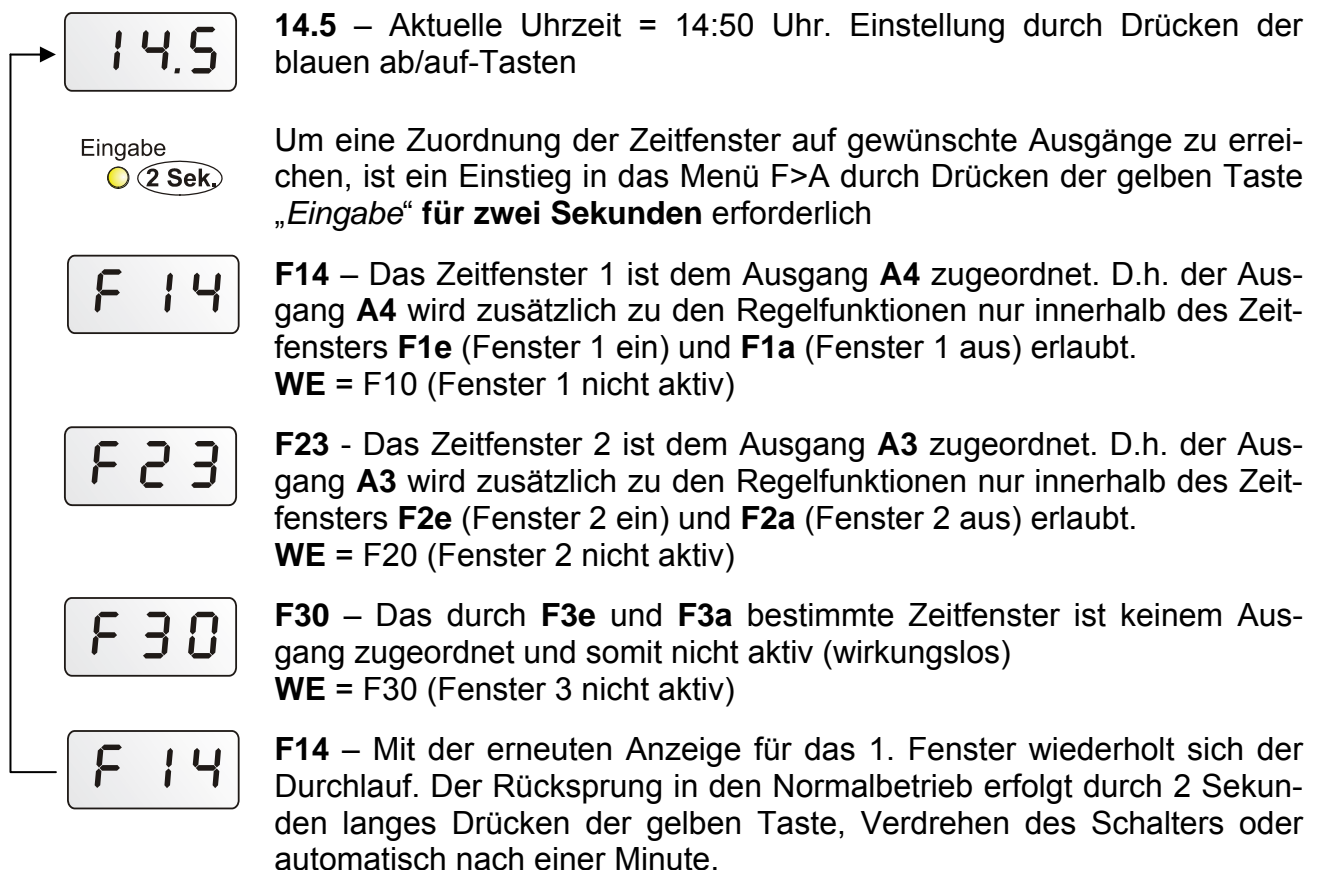 14.5
14.5 – Aktuelle Uhrzeit = 14:50 Uhr. Einstellung durch Drücken der
blauen ab/auf-Tasten
Eingabe
2 Sek.
Um eine Zuordnung der Zeitfenster auf gewünschte Ausgänge zu errei-
chen, ist ein Einstieg in das Menü F>A durch Drücken der gelben Taste
„Eingabe“ für zwei Sekunden erforderlich
F 14
F14 – Das Zeitfenster 1 ist dem Ausgang A4 zugeordnet. D.h. der Aus-
gang A4 wird zusätzlich zu den Regelfunktionen nur innerhalb des Zeit-
fensters F1e (Fenster 1 ein) und F1a (Fenster 1 aus) erlaubt.
WE = F10 (Fenster 1 nicht aktiv)
F23
F23 - Das Zeitfenster 2 ist dem Ausgang A3 zugeordnet. D.h. der Aus-
gang A3 wird zusätzlich zu den Regelfunktionen nur innerhalb des Zeit-
fensters F2e (Fenster 2 ein) und F2a (Fenster 2 aus) erlaubt.
WE = F20 (Fenster 2 nicht aktiv)
F30
F30 – Das durch F3e und F3a bestimmte Zeitfenster ist keinem Aus-
gang zugeordnet und somit nicht aktiv (wirkungslos)
WE = F30 (Fenster 3 nicht aktiv)
F 14
F14 – Mit der erneuten Anzeige für das 1. Fenster wiederholt sich der
Durchlauf. Der Rücksprung in den Normalbetrieb erfolgt durch 2 Sekun-
den langes Drücken der gelben Taste, Verdrehen des Schalters oder
automatisch nach einer Minute.